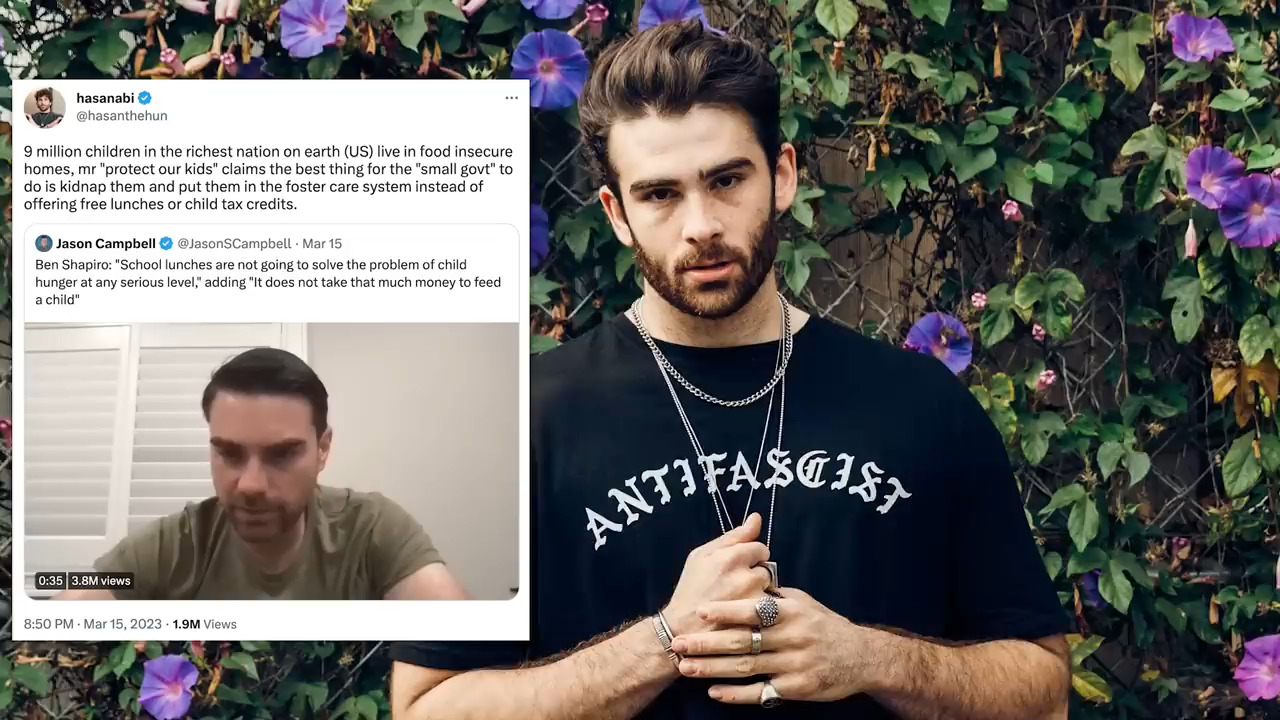 hasanabi
@hasanthehun
9 million children in the richest nation on earth (US) live in food insecure
homes, mr "protect our kids" claims the best thing for the "small govt" to
do is kidnap them and put them in the foster care system instead of
offering free lunches or child tax credits.
Jason Campbell @JasonSCampbell · Mar 15
Ben Shapiro: "School lunches are not going to solve the problem of child
hunger at any serious level," adding "It does not take that much money to feed
a child"
0:35 3.8M views
8:50 PM · Mar 15, 2023 · 1.9M Views
ANTIFASCIST